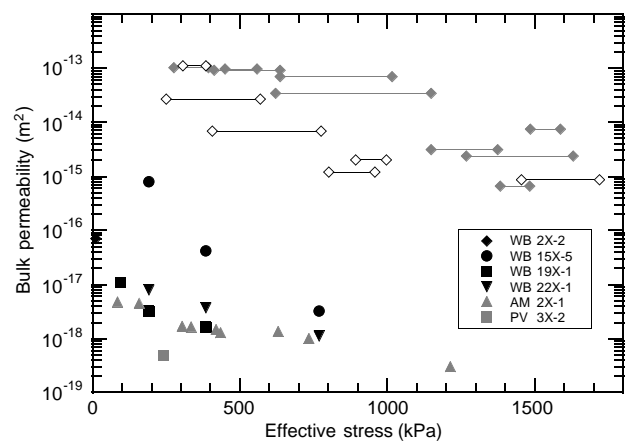 Bulk permeability (m²)
10⁻¹³
10⁻¹⁴
10⁻¹⁵
10⁻¹⁶
10⁻¹⁷
10⁻¹⁸
10⁻¹⁹
WB 2X-2
WB 15X-5
WB 19X-1
WB 22X-1
AM 2X-1
PV 3X-2
0 500 1000 1500
Effective stress (kPa)